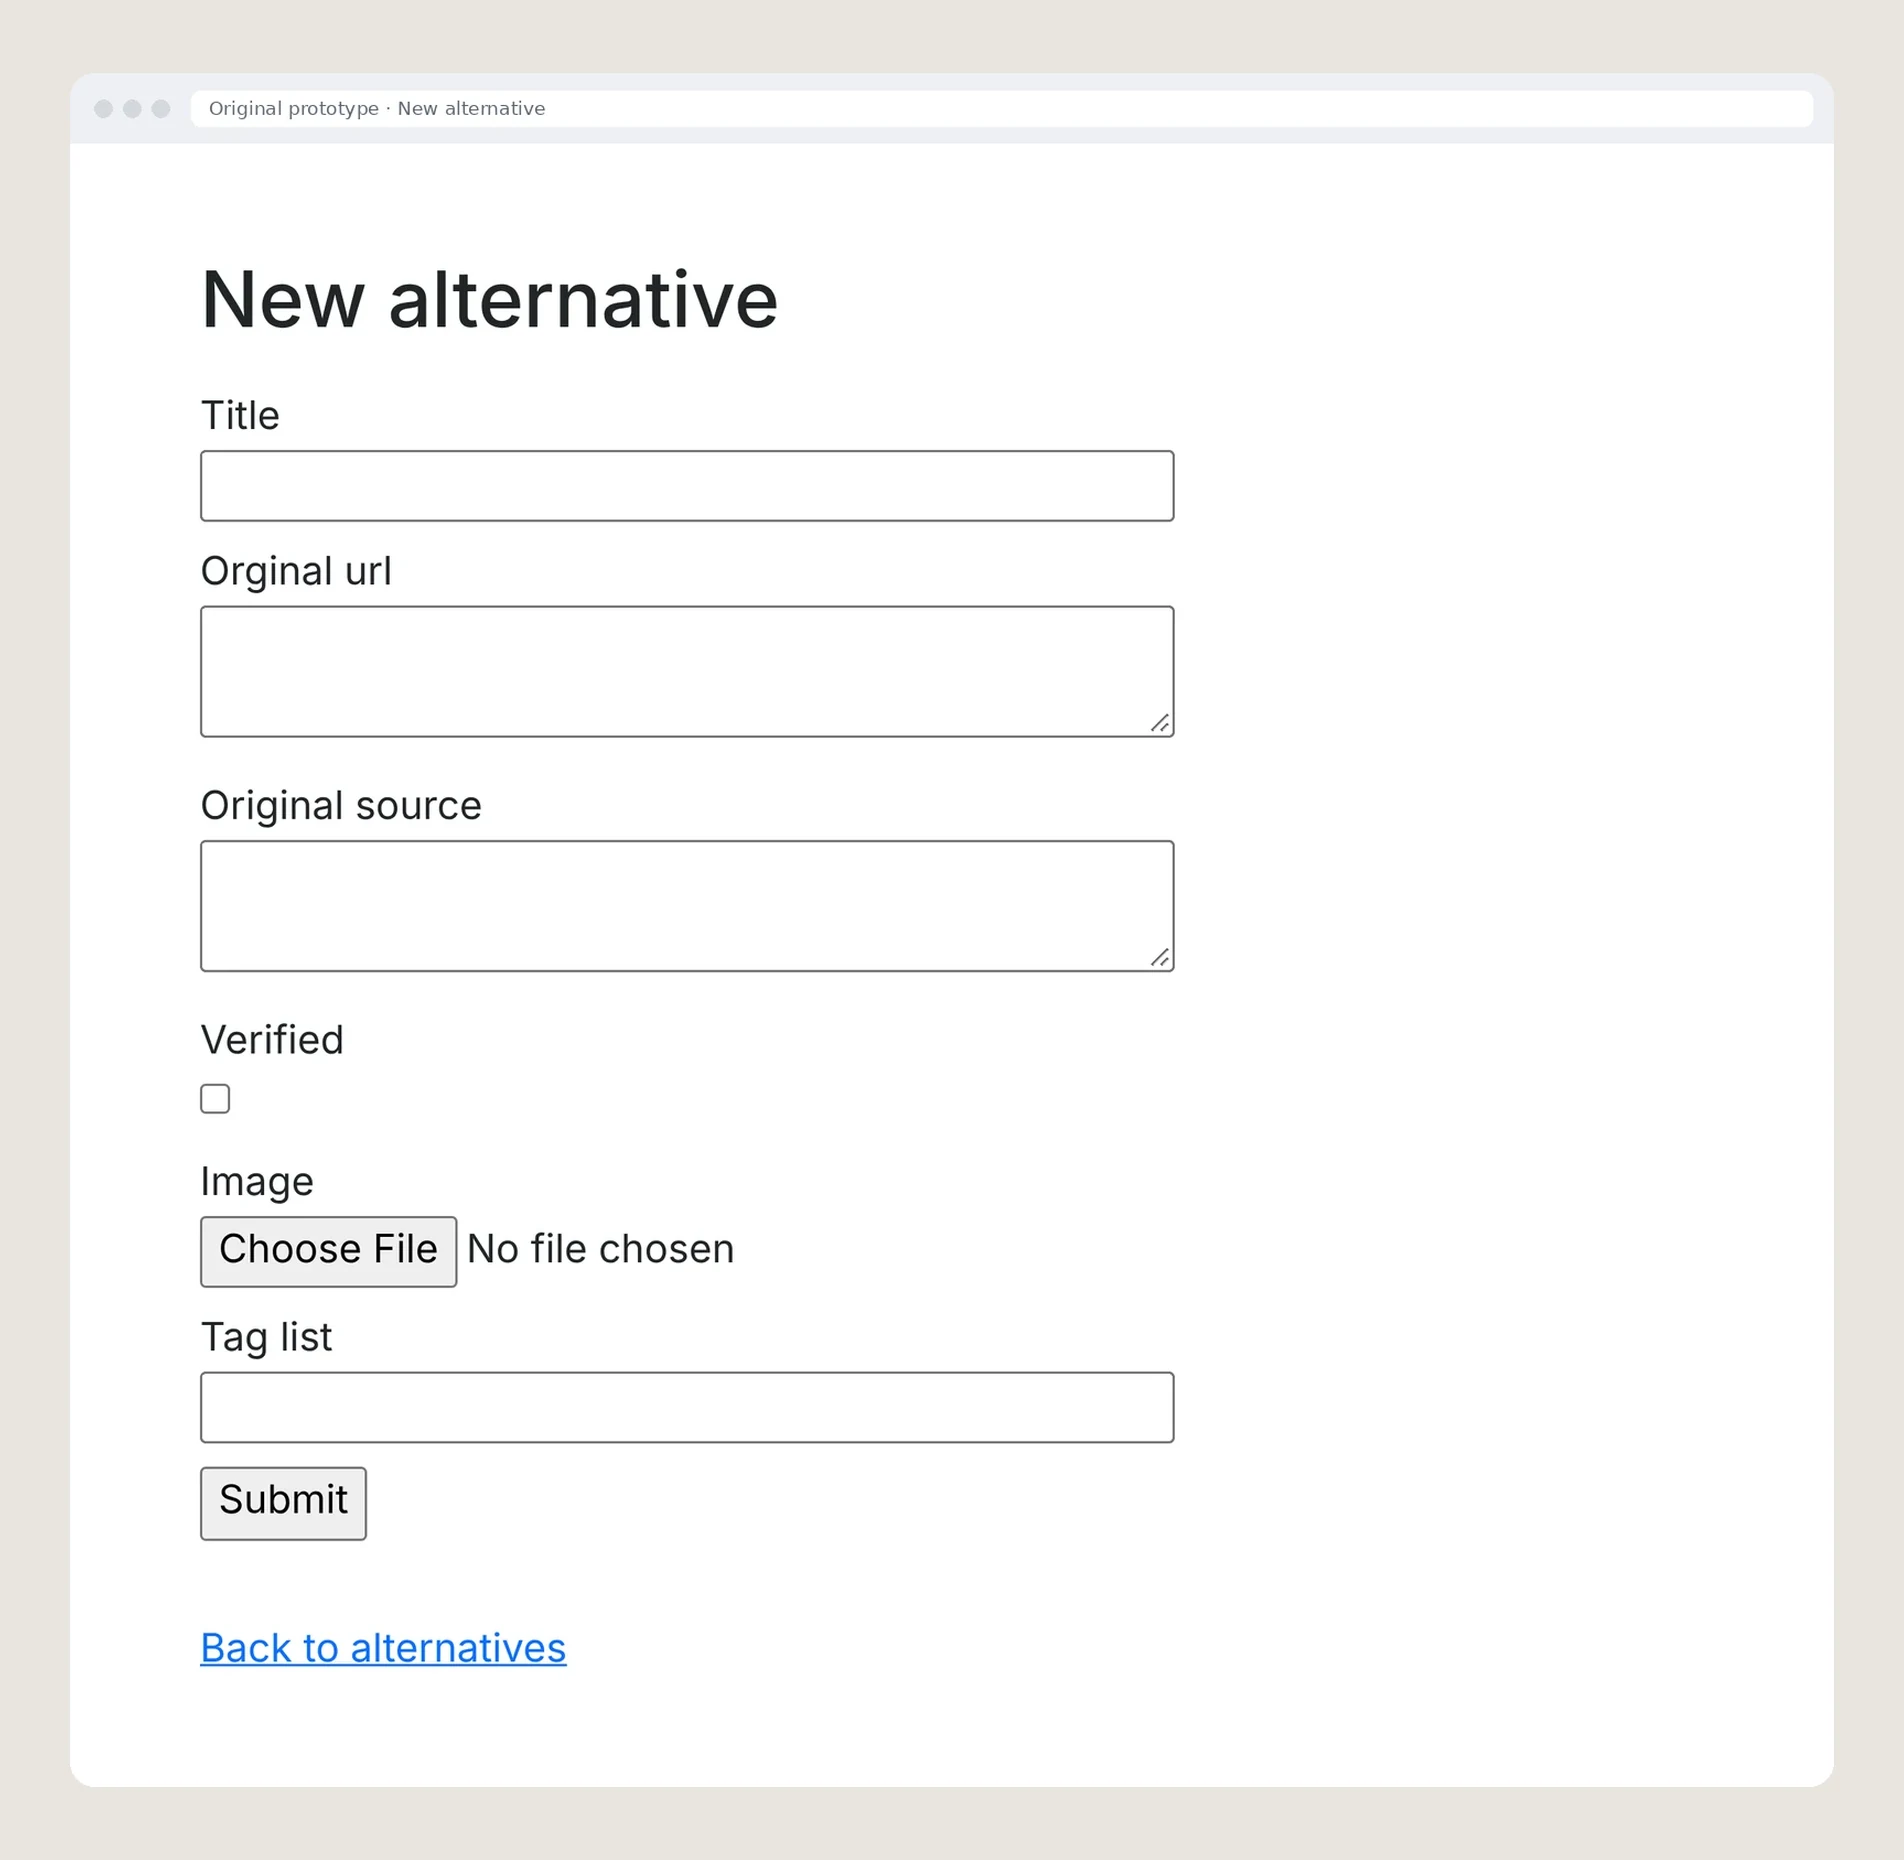 Original prototype · New alternative
New alternative
Title
Orginal url
Original source
Verified
Image
Choose File No file chosen
Tag list
Submit
Back to alternatives